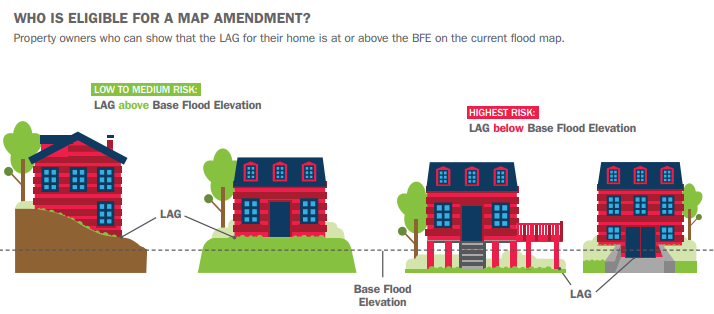 WHO IS ELIGIBLE FOR A MAP AMENDMENT?
Property owners who can show that the LAG for their home is at or above the BFE on the current flood map.
LOW TO MEDIUM RISK:
LAG above Base Flood Elevation
HIGHEST RISK:
LAG below Base Flood Elevation
LAG
Base Flood
Elevation
LAG